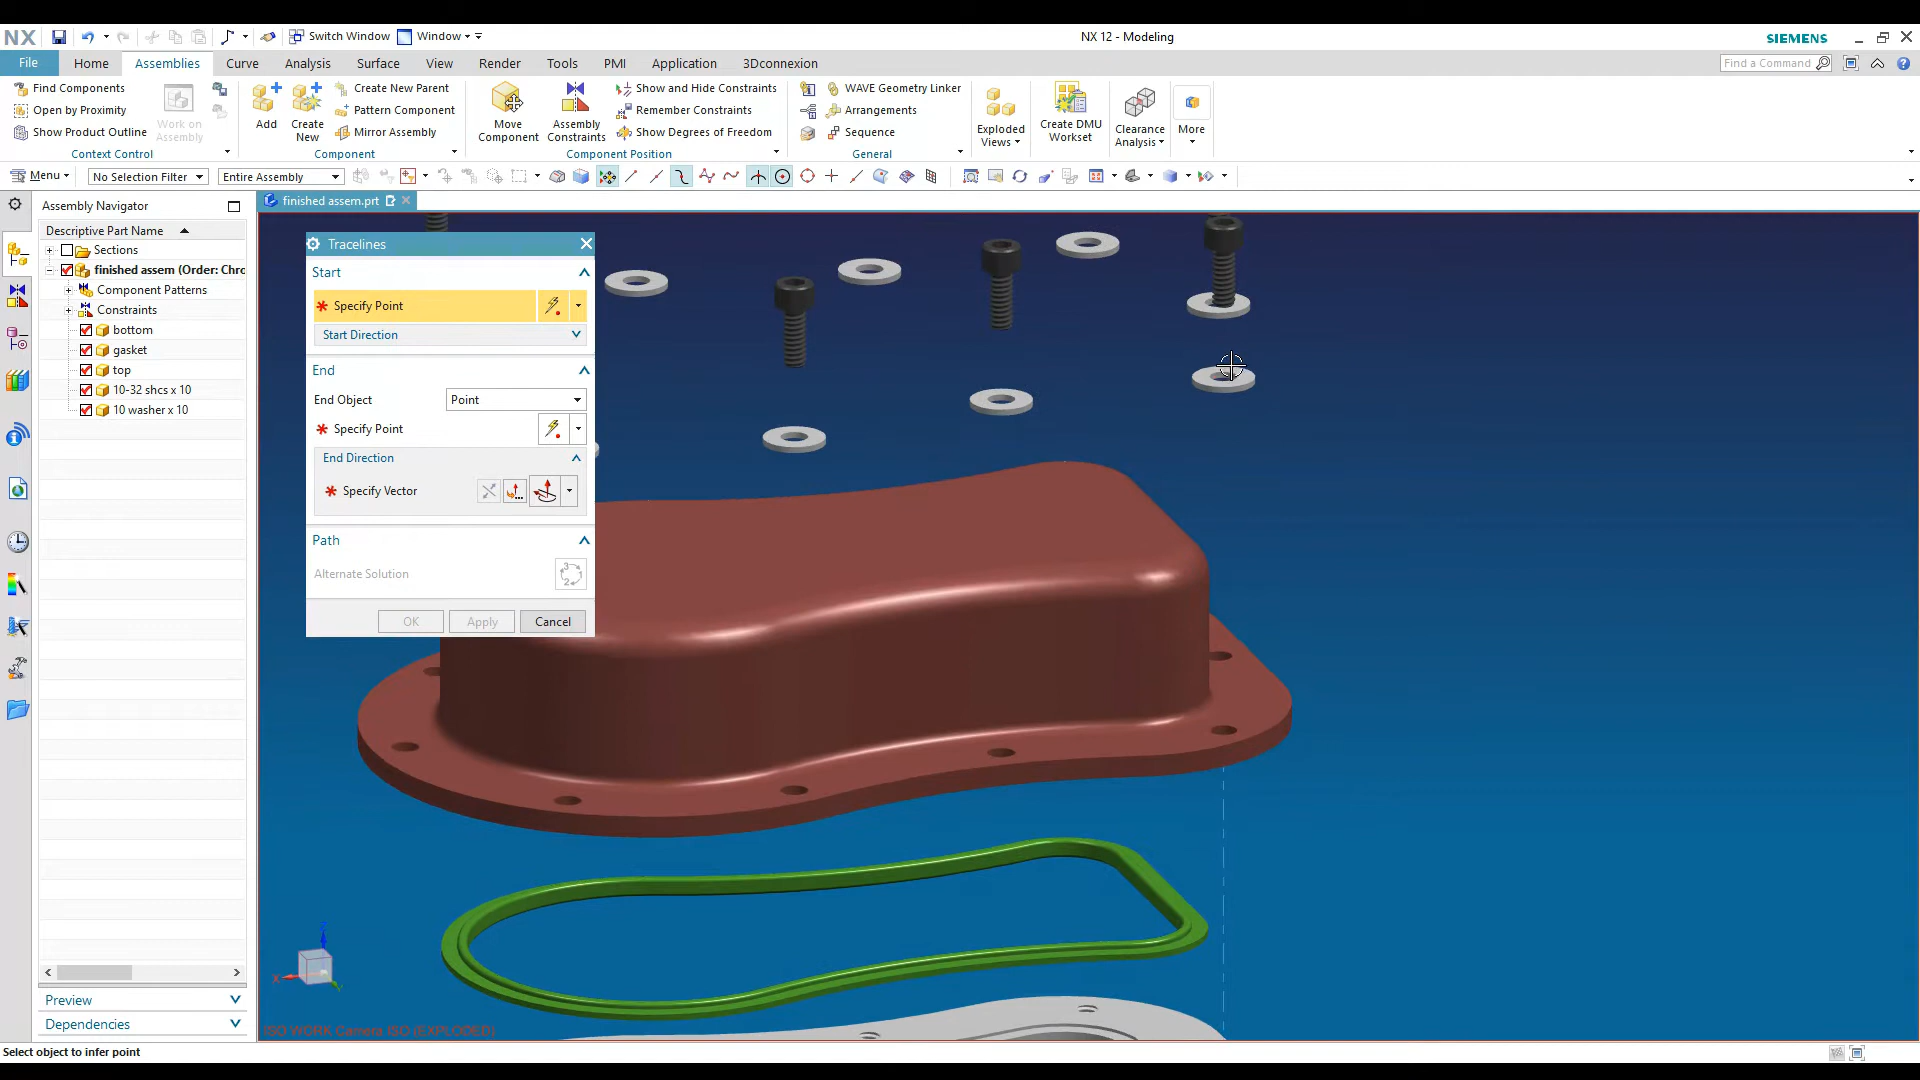 NX
Switch Window
Window
NX 12 - Modeling
SIEMENS
File
Home
Assemblies
Curve
Analysis
Surface
View
Render
Tools
PMI
Application
3Dconnexion
Find a Command
Find Components
Open by Proximity
Show Product Outline
Work on Assembly
Context Control
Add
Create New
Create New Parent
Pattern Component
Mirror Assembly
Component
Move Component
Assembly Constraints
Show and Hide Constraints
Remember Constraints
Show Degrees of Freedom
Component Position
WAVE Geometry Linker
Arrangements
Sequence
General
Exploded Views
Create DMU Workset
Clearance Analysis
More
Menu
No Selection Filter
Entire Assembly
Assembly Navigator
finished assem.prt
Descriptive Part Name
Sections
finished assem (Order: Chro
Component Patterns
Constraints
bottom
gasket
top
10-32 shcs x 10
10 washer x 10
Tracelines
Start
* Specify Point
Start Direction
End
End Object
Point
* Specify Point
End Direction
* Specify Vector
Path
Alternate Solution
OK
Apply
Cancel
Preview
Dependencies
X
Z
Y
ISO WORK Camera ISO (EXPLODED)
Select object to infer point